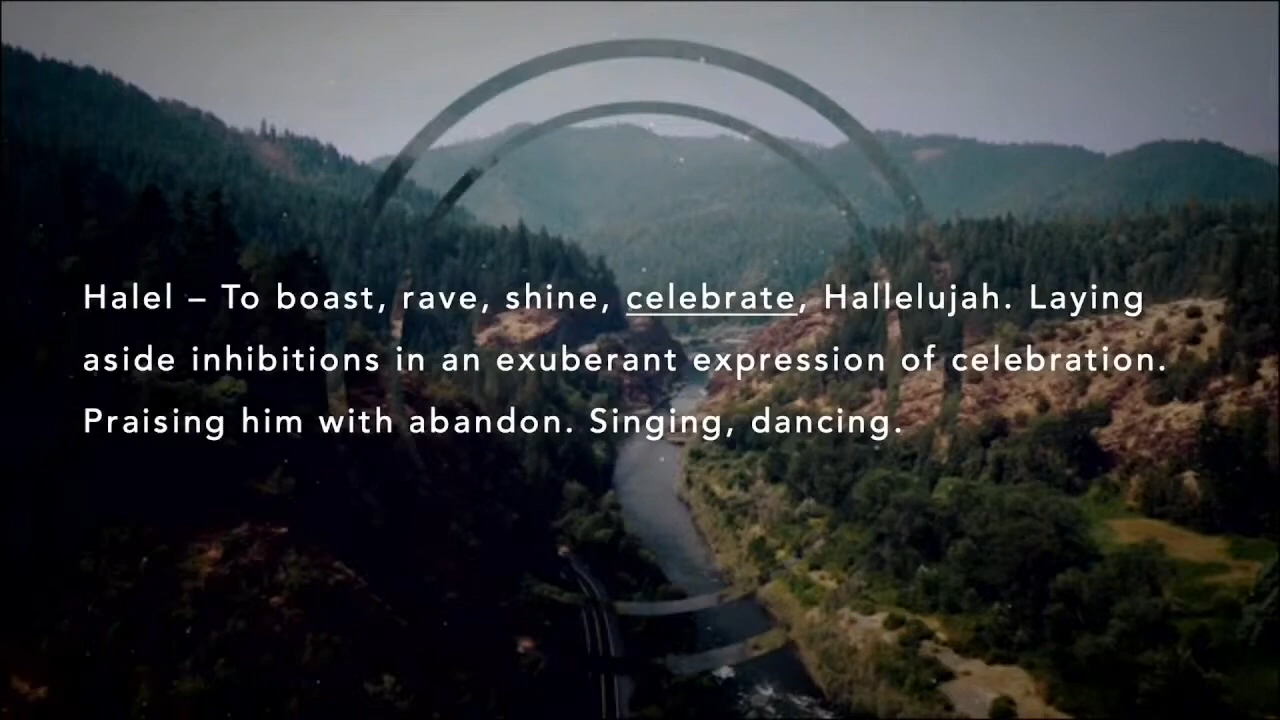 Halel – To boast, rave, shine, celebrate, Hallelujah. Laying
aside inhibitions in an exuberant expression of celebration.
Praising him with abandon. Singing, dancing.